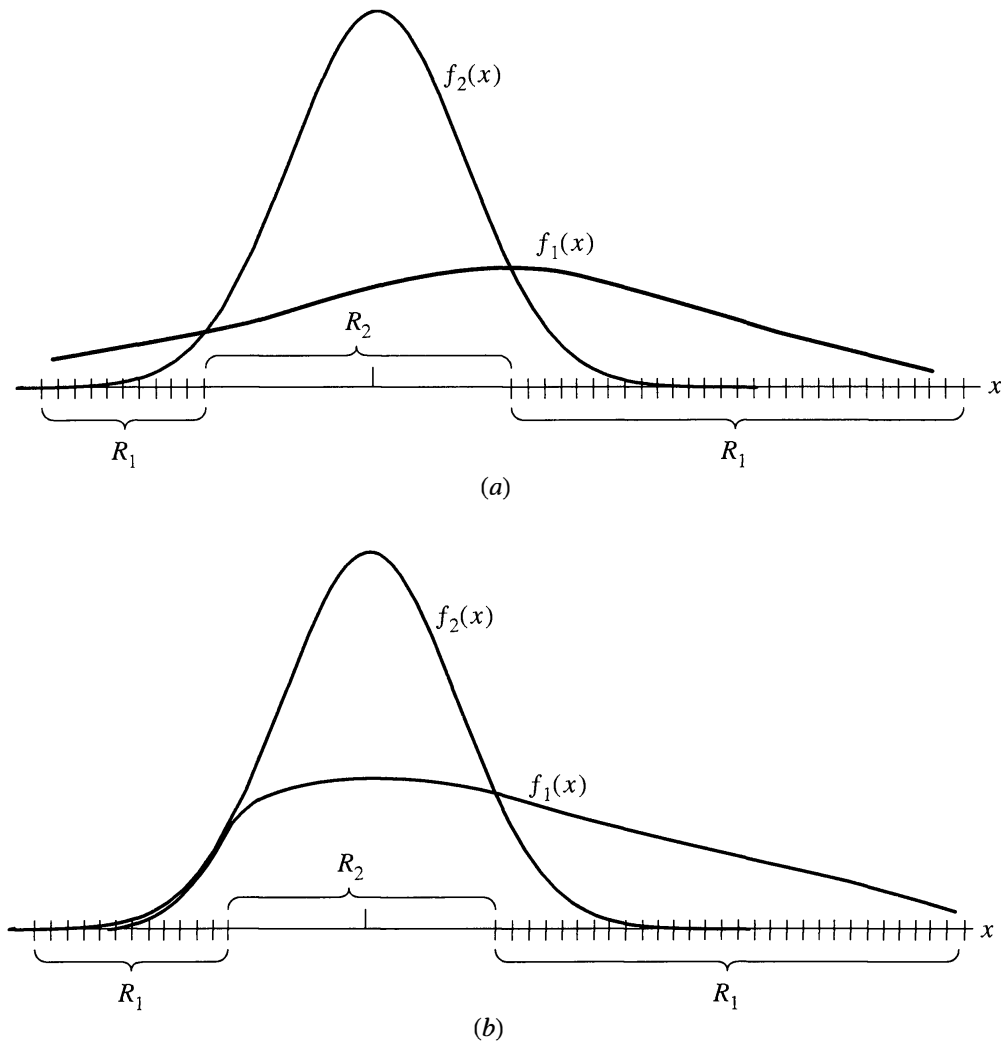 f₂(x)
f₁(x)
R₂
x
R₁ R₁
(a)
f₂(x)
f₁(x)
R₂
x
R₁ R₁
(b)